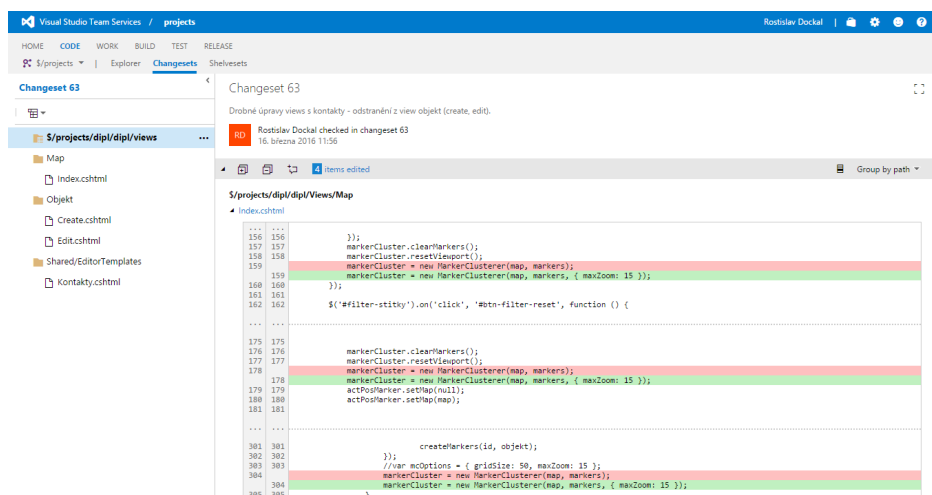 Visual Studio Team Services / projects
Rostislav Dockal
HOME CODE WORK BUILD TEST RELEASE
$/projects | Explorer Changesets Shelvesets
Changeset 63
$/projects/dipl/dipl/views ...
Map
Index.cshtml
Objekt
Create.cshtml
Edit.cshtml
Shared/EditorTemplates
Kontakty.cshtml
Changeset 63
Drobné úpravy views s kontakty - odstranění z view objekt (create, edit).
RD
Rostislav Dockal checked in changeset 63
16. března 2016 11:56
4 items edited
Group by path
$/projects/dipl/dipl/Views/Map
Index.cshtml
... ...
156 156 });
157 157 markerCluster.clearMarkers();
158 158 markerCluster.resetViewport();
159 markerCluster = new MarkerClusterer(map, markers);
159 markerCluster = new MarkerClusterer(map, markers, { maxZoom: 15 });
160 160 });
161 161
162 162 $('#filter-stitky').on('click', '#btn-filter-reset', function () {
... ...
175 175
176 176 markerCluster.clearMarkers();
177 177 markerCluster.resetViewport();
178 markerCluster = new MarkerClusterer(map, markers);
178 markerCluster = new MarkerClusterer(map, markers, { maxZoom: 15 });
179 179 actPosMarker.setMap(null);
180 180 actPosMarker.setMap(map);
181 181
... ...
301 301 createMarkers(id, objekt);
302 302 });
303 303 //var mcOptions = { gridSize: 50, maxZoom: 15 };
304 markerCluster = new MarkerClusterer(map, markers);
304 markerCluster = new MarkerClusterer(map, markers, { maxZoom: 15 });
305 305 }